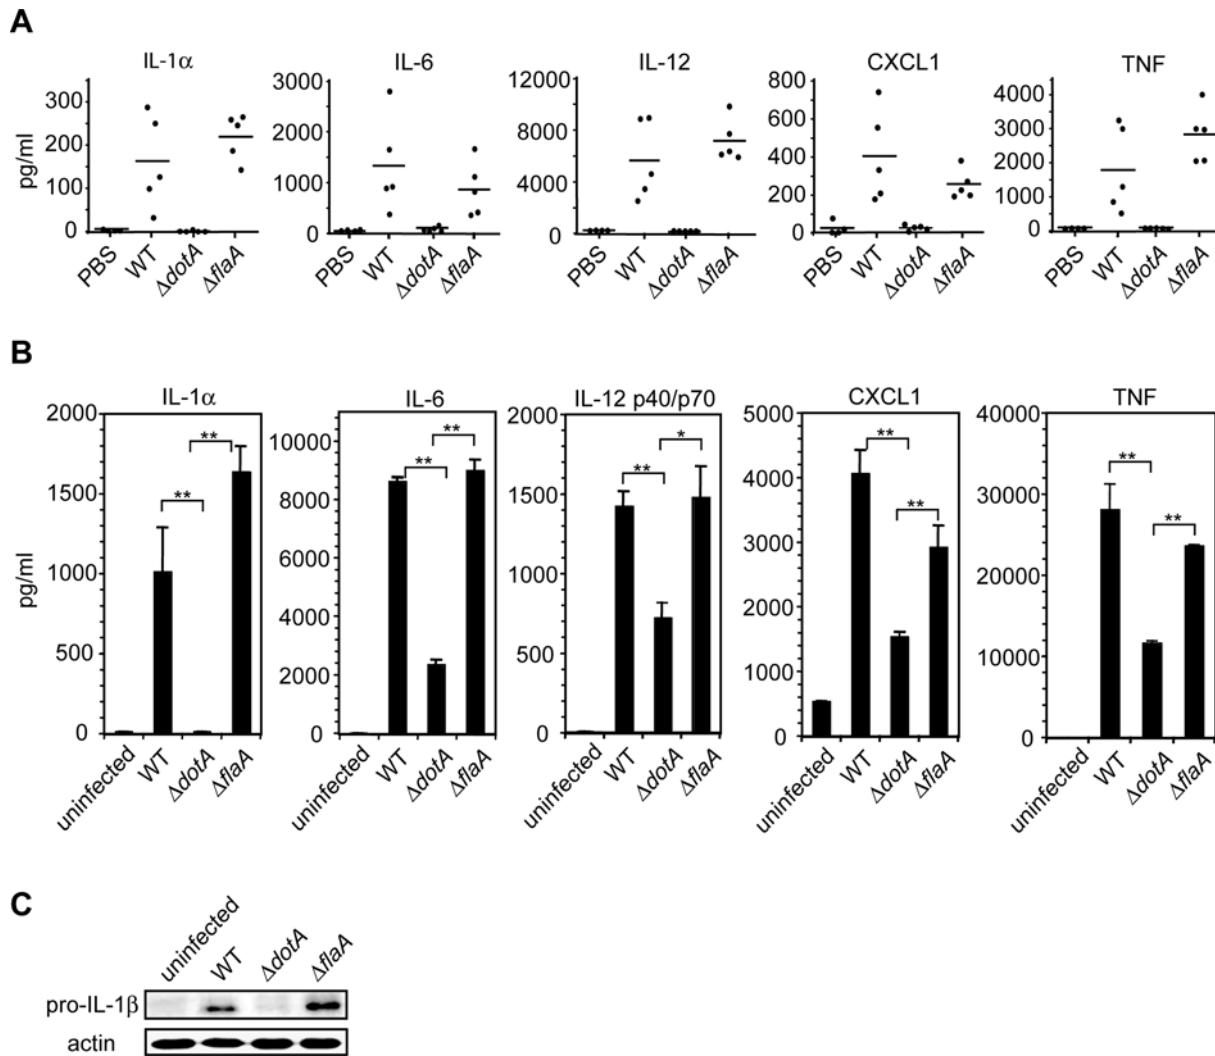 A
IL-1α IL-6 IL-12 CXCL1 TNF
pg/ml
300
200
100
0
PBS WT ΔdotA ΔflaA
3000
2000
1000
0
PBS WT ΔdotA ΔflaA
12000
8000
4000
0
PBS WT ΔdotA ΔflaA
800
600
400
200
0
PBS WT ΔdotA ΔflaA
4000
3000
2000
1000
0
PBS WT ΔdotA ΔflaA
B
IL-1α IL-6 IL-12 p40/p70 CXCL1 TNF
pg/ml
2000
1500
1000
500
0
**
**
uninfected WT ΔdotA ΔflaA
10000
8000
6000
4000
2000
0
**
**
uninfected WT ΔdotA ΔflaA
2000
1500
1000
500
0
*
**
uninfected WT ΔdotA ΔflaA
5000
4000
3000
2000
1000
0
**
**
uninfected WT ΔdotA ΔflaA
40000
30000
20000
10000
0
**
**
uninfected WT ΔdotA ΔflaA
C
uninfected WT ΔdotA ΔflaA
pro-IL-1β
actin